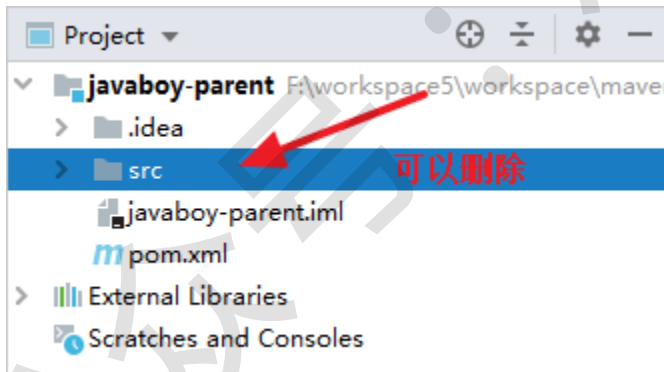 Project
javaboy-parent F:\workspace5\workspace\maven
.idea
src 可以删除
javaboy-parent.iml
m pom.xml
External Libraries
Scratches and Consoles